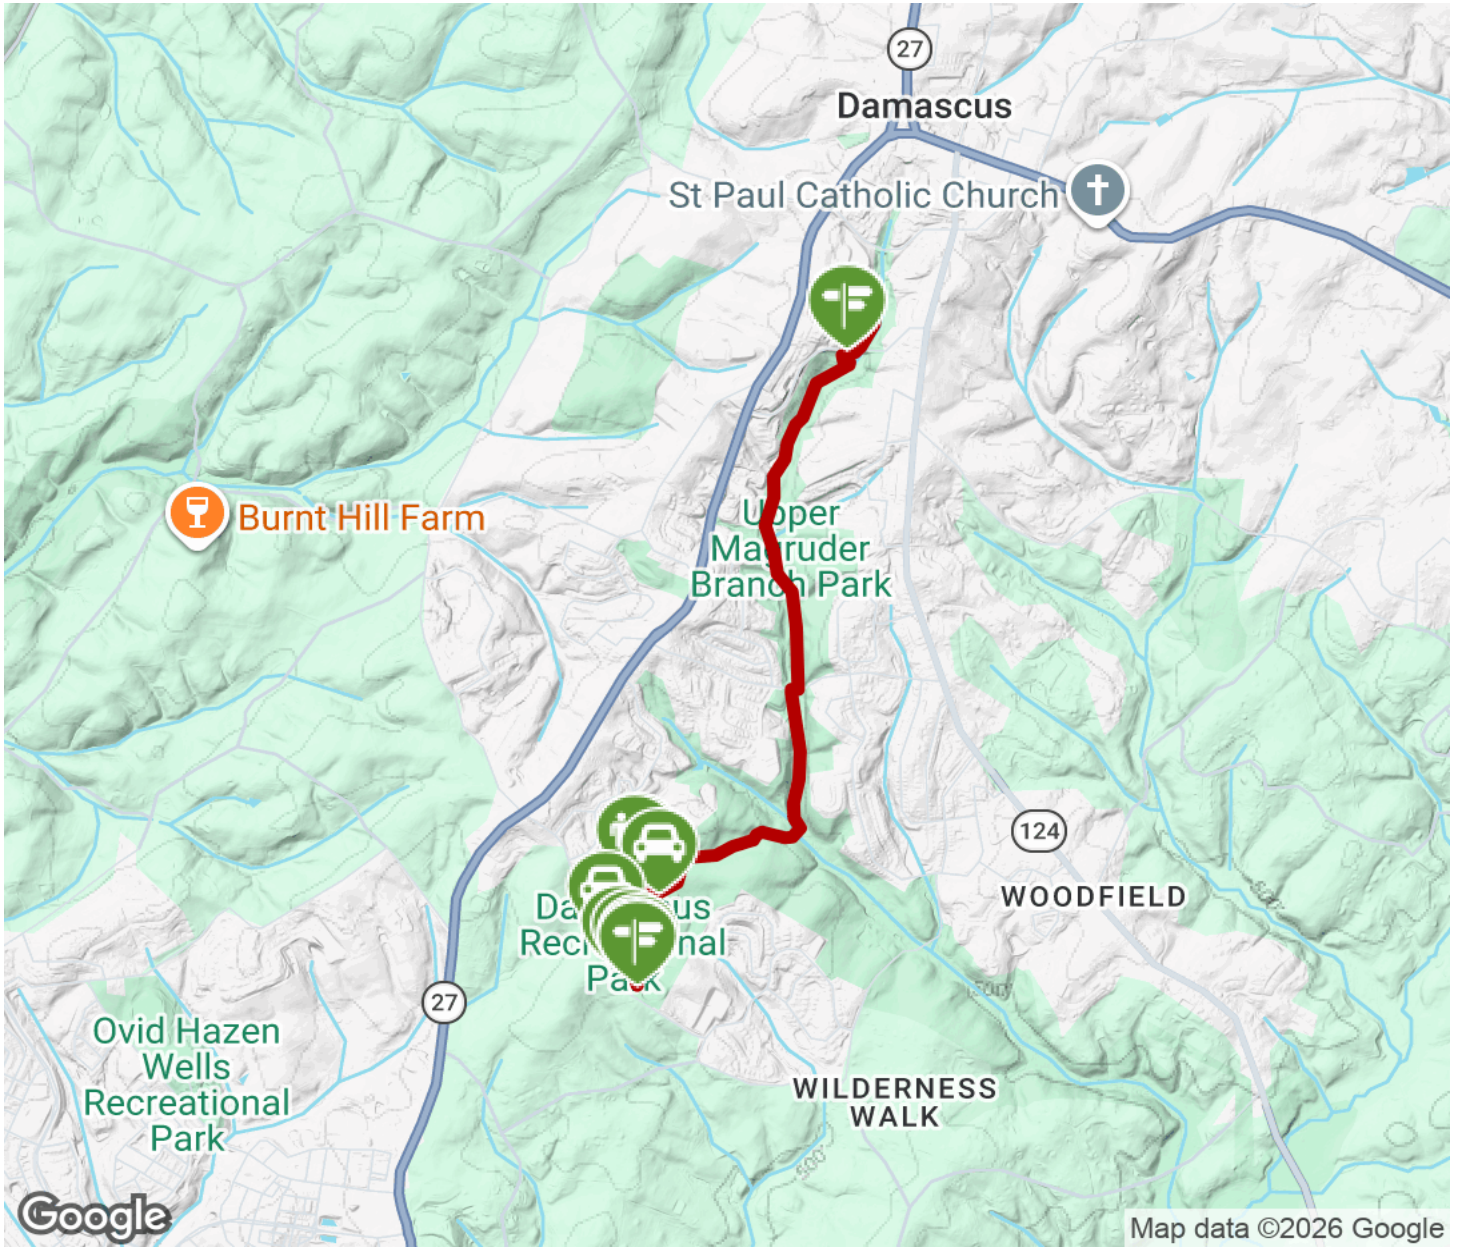 27
Damascus
St Paul Catholic Church
Burnt Hill Farm
Upper
Magruder
Branch Park
124
WOODFIELD
Park
27
Ovid Hazen
Wells
Recreational
Park
WILDERNESS
WALK
500
Google
Map data ©2026 Google